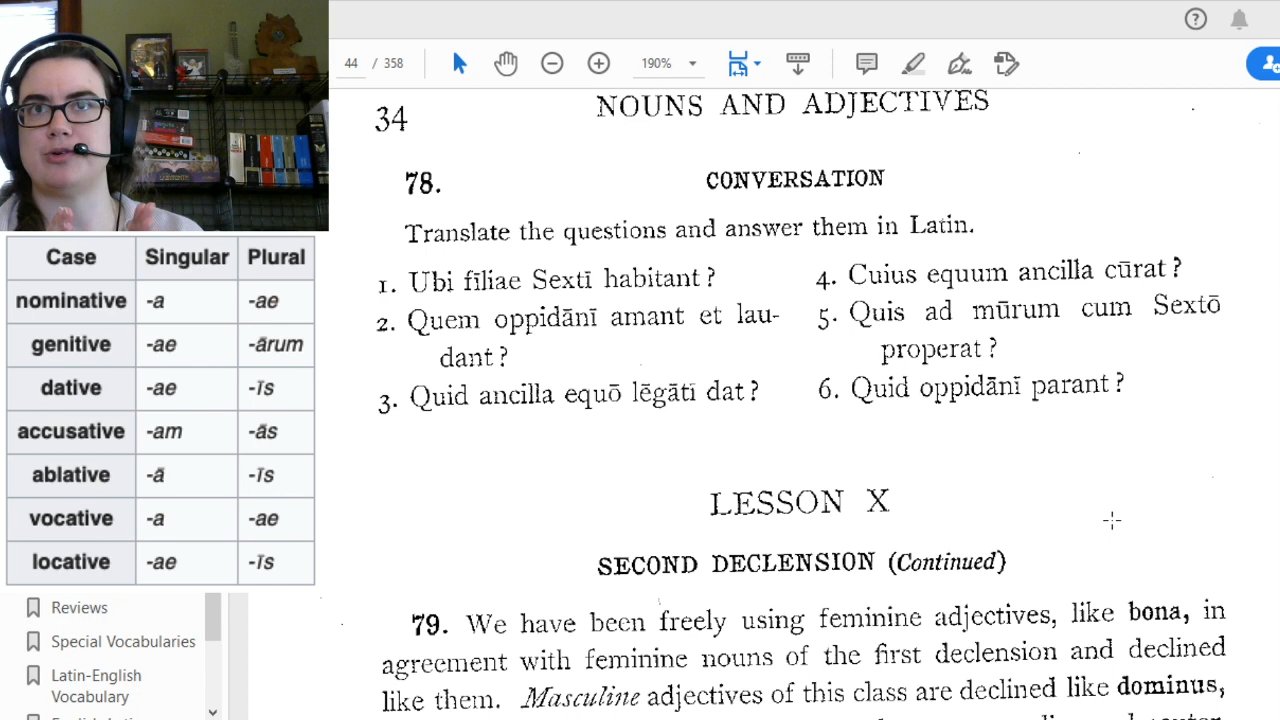 44 / 358
190%
Case Singular Plural
nominative -a -ae
genitive -ae -ārum
dative -ae -īs
accusative -am -ās
ablative -ā -īs
vocative -a -ae
locative -ae -īs
Reviews
Special Vocabularies
Latin-English
Vocabulary
34 NOUNS AND ADJECTIVES
78. CONVERSATION
Translate the questions and answer them in Latin.
1. Ubi fīliae Sextī habitant?
2. Quem oppidānī amant et lau-
dant?
3. Quid ancilla equō lēgātī dat?
4. Cuius equum ancilla cūrat?
5. Quis ad mūrum cum Sextō
properat?
6. Quid oppidānī parant?
LESSON X
SECOND DECLENSION (Continued)
79. We have been freely using feminine adjectives, like bona, in
agreement with feminine nouns of the first declension and declined
like them. Masculine adjectives of this class are declined like dominus,